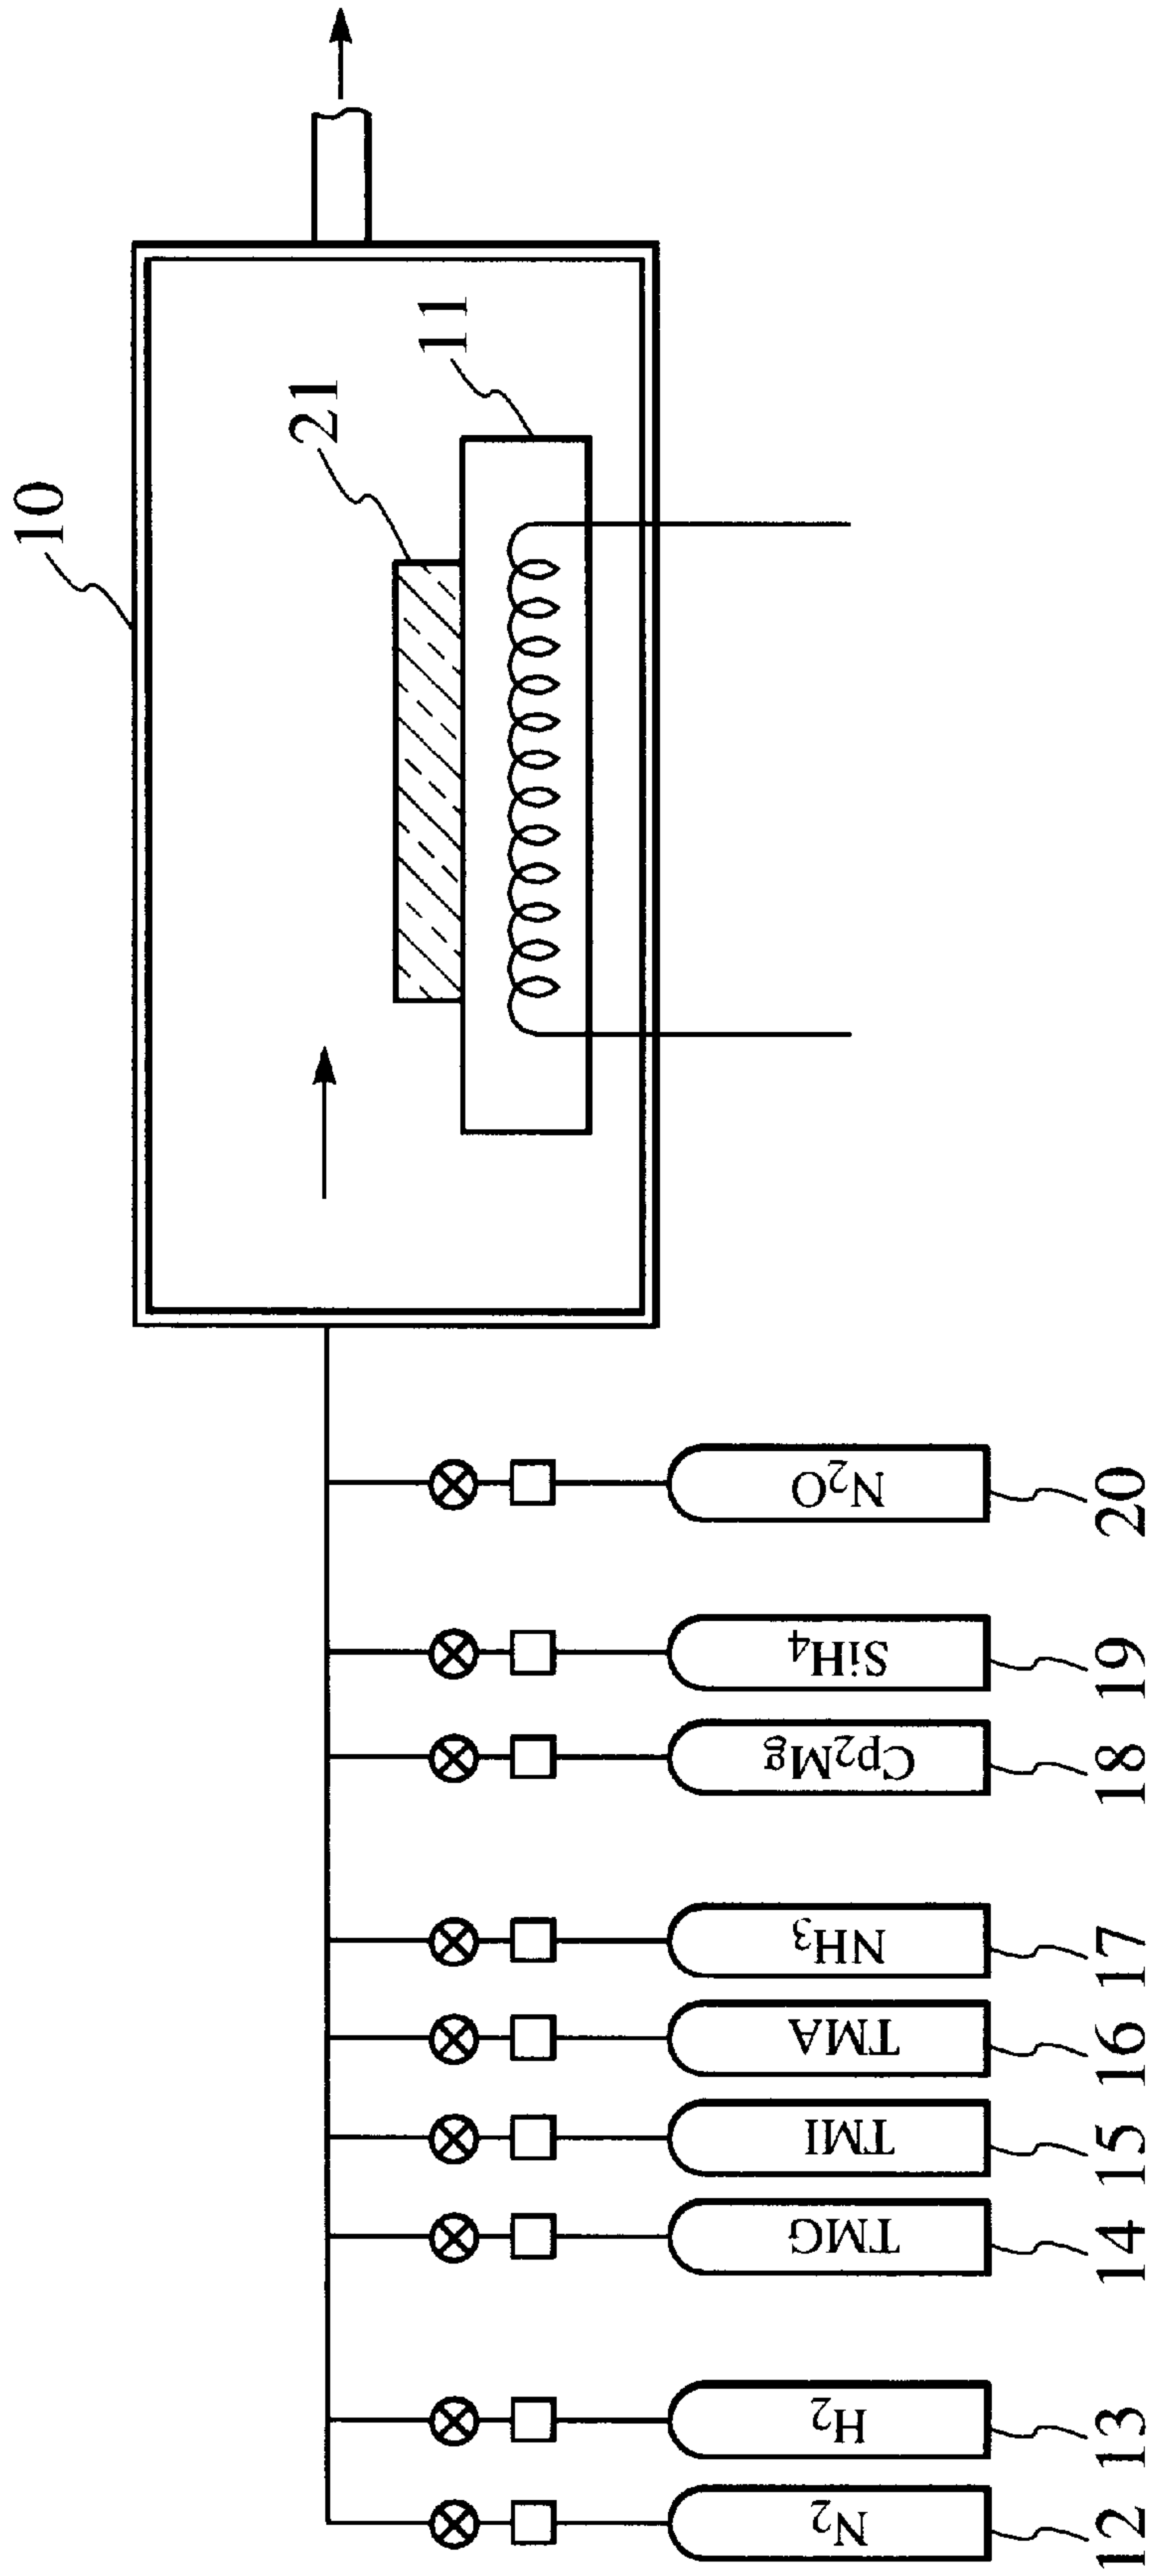 10
21
11
N₂
H₂
TMG
TMI
TMA
NH₃
Cp₂Mg
SiH₄
N₂O
12
13
14
15
16
17
18
19
20